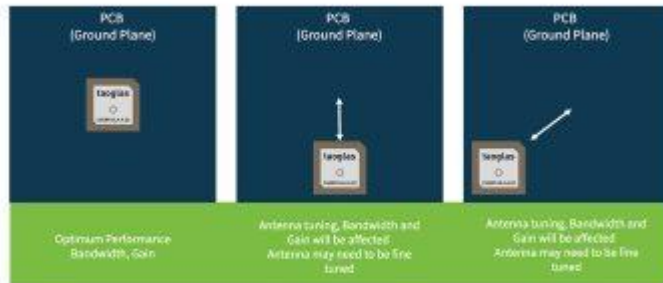 PCB
(Ground Plane)
taoglas
Optimum Performance
Bandwidth, Gain
PCB
(Ground Plane)
taoglas
Antenna tuning, Bandwidth and
Gain will be affected
Antenna may need to be fine
tuned
PCB
(Ground Plane)
taoglas
Antenna tuning, Bandwidth and
Gain will be affected
Antenna may need to be fine
tuned